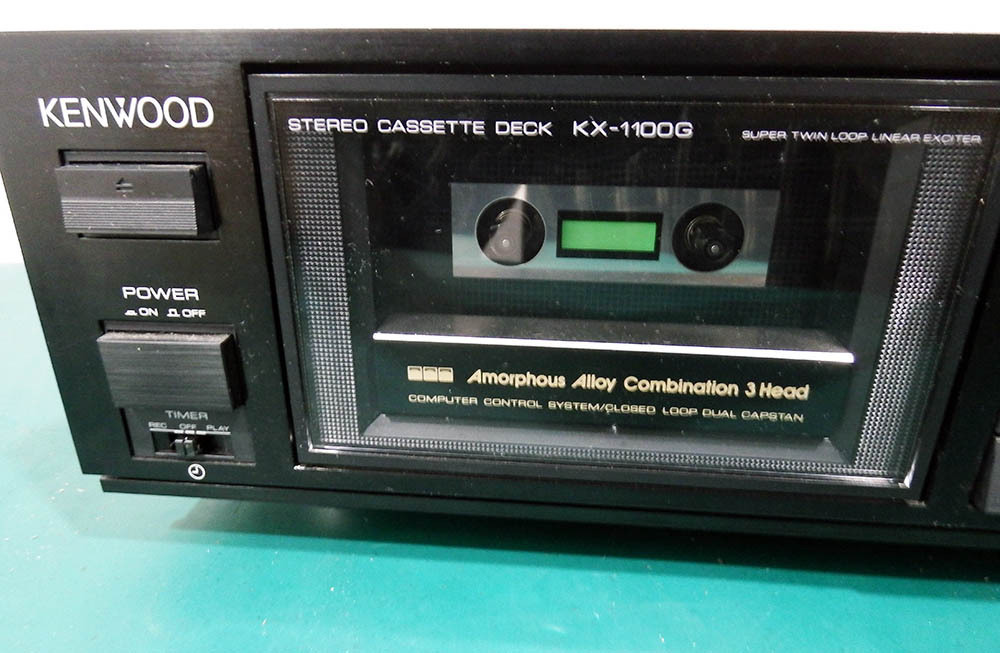 KENWOOD
STEREO CASSETTE DECK KX-1100G
SUPER TWIN LOOP LINEAR EXCITER
POWER
ON OFF
TIMER
REC OFF PLAY
Amorphous Alloy Combination 3 Head
COMPUTER CONTROL SYSTEM/CLOSED LOOP DUAL CAPSTAN